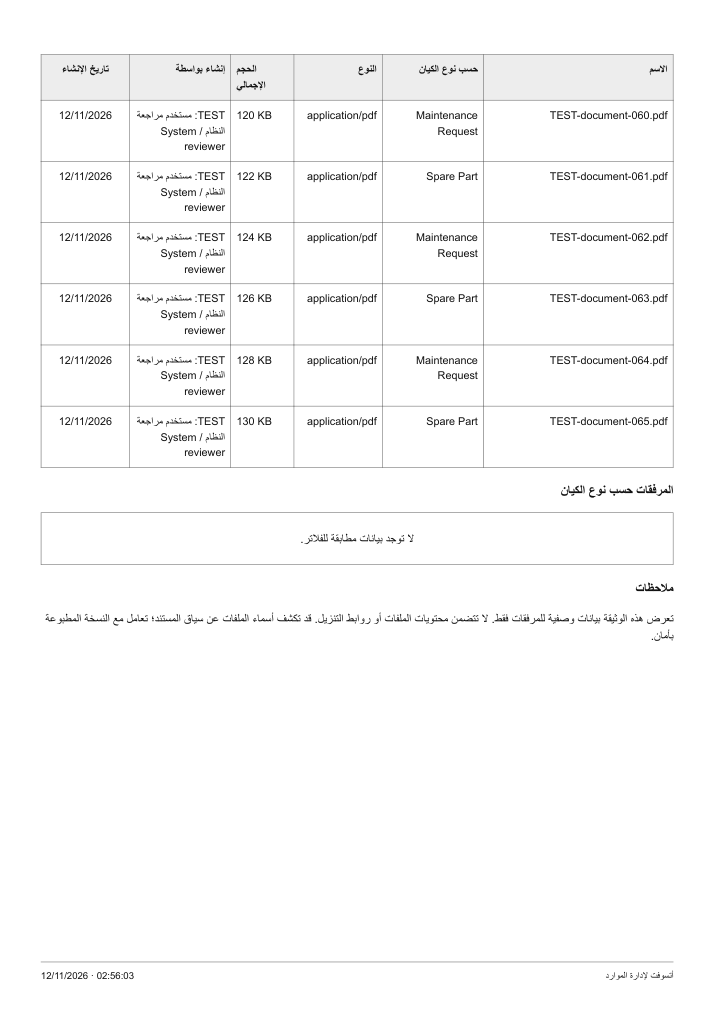 الاسم
حسب نوع الكيان
النوع
الحجم
الإجمالي
إنشاء بواسطة
تاريخ الإنشاء
TEST-document-060.pdf
Maintenance
Request
application/pdf
120 KB
TEST: مستخدم مراجعة
النظام / System
reviewer
12/11/2026
TEST-document-061.pdf
Spare Part
application/pdf
122 KB
TEST: مستخدم مراجعة
النظام / System
reviewer
12/11/2026
TEST-document-062.pdf
Maintenance
Request
application/pdf
124 KB
TEST: مستخدم مراجعة
النظام / System
reviewer
12/11/2026
TEST-document-063.pdf
Spare Part
application/pdf
126 KB
TEST: مستخدم مراجعة
النظام / System
reviewer
12/11/2026
TEST-document-064.pdf
Maintenance
Request
application/pdf
128 KB
TEST: مستخدم مراجعة
النظام / System
reviewer
12/11/2026
TEST-document-065.pdf
Spare Part
application/pdf
130 KB
TEST: مستخدم مراجعة
النظام / System
reviewer
12/11/2026
المرفقات حسب نوع الكيان
لا توجد بيانات مطابقة للفلاتر.
ملاحظات
تعرض هذه الوثيقة بيانات وصفية للمرفقات فقط. لا تتضمن محتويات الملفات أو روابط التنزيل. قد تكشف أسماء الملفات عن سياق المستند؛ تعامل مع النسخة المطبوعة
بأمان.
أتسوفت لإدارة الموارد
12/11/2026 · 02:56:03